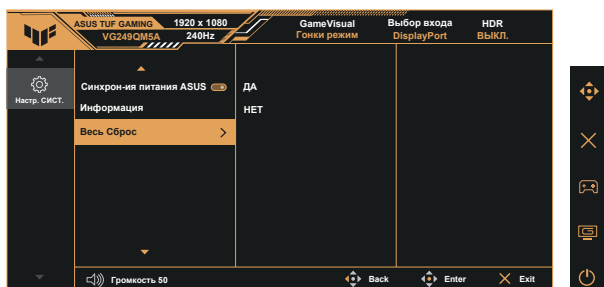 ASUS TUF GAMING 1920 x 1080 GameVisual Выбор входа HDR
VG249QM5A 240Hz Гонки режим DisplayPort ВЫКЛ.
Настр. СИСТ.
Синхрон-ия питания ASUS ДА
Информация НЕТ
Весь Сброс
Громкость 50 Back Enter Exit